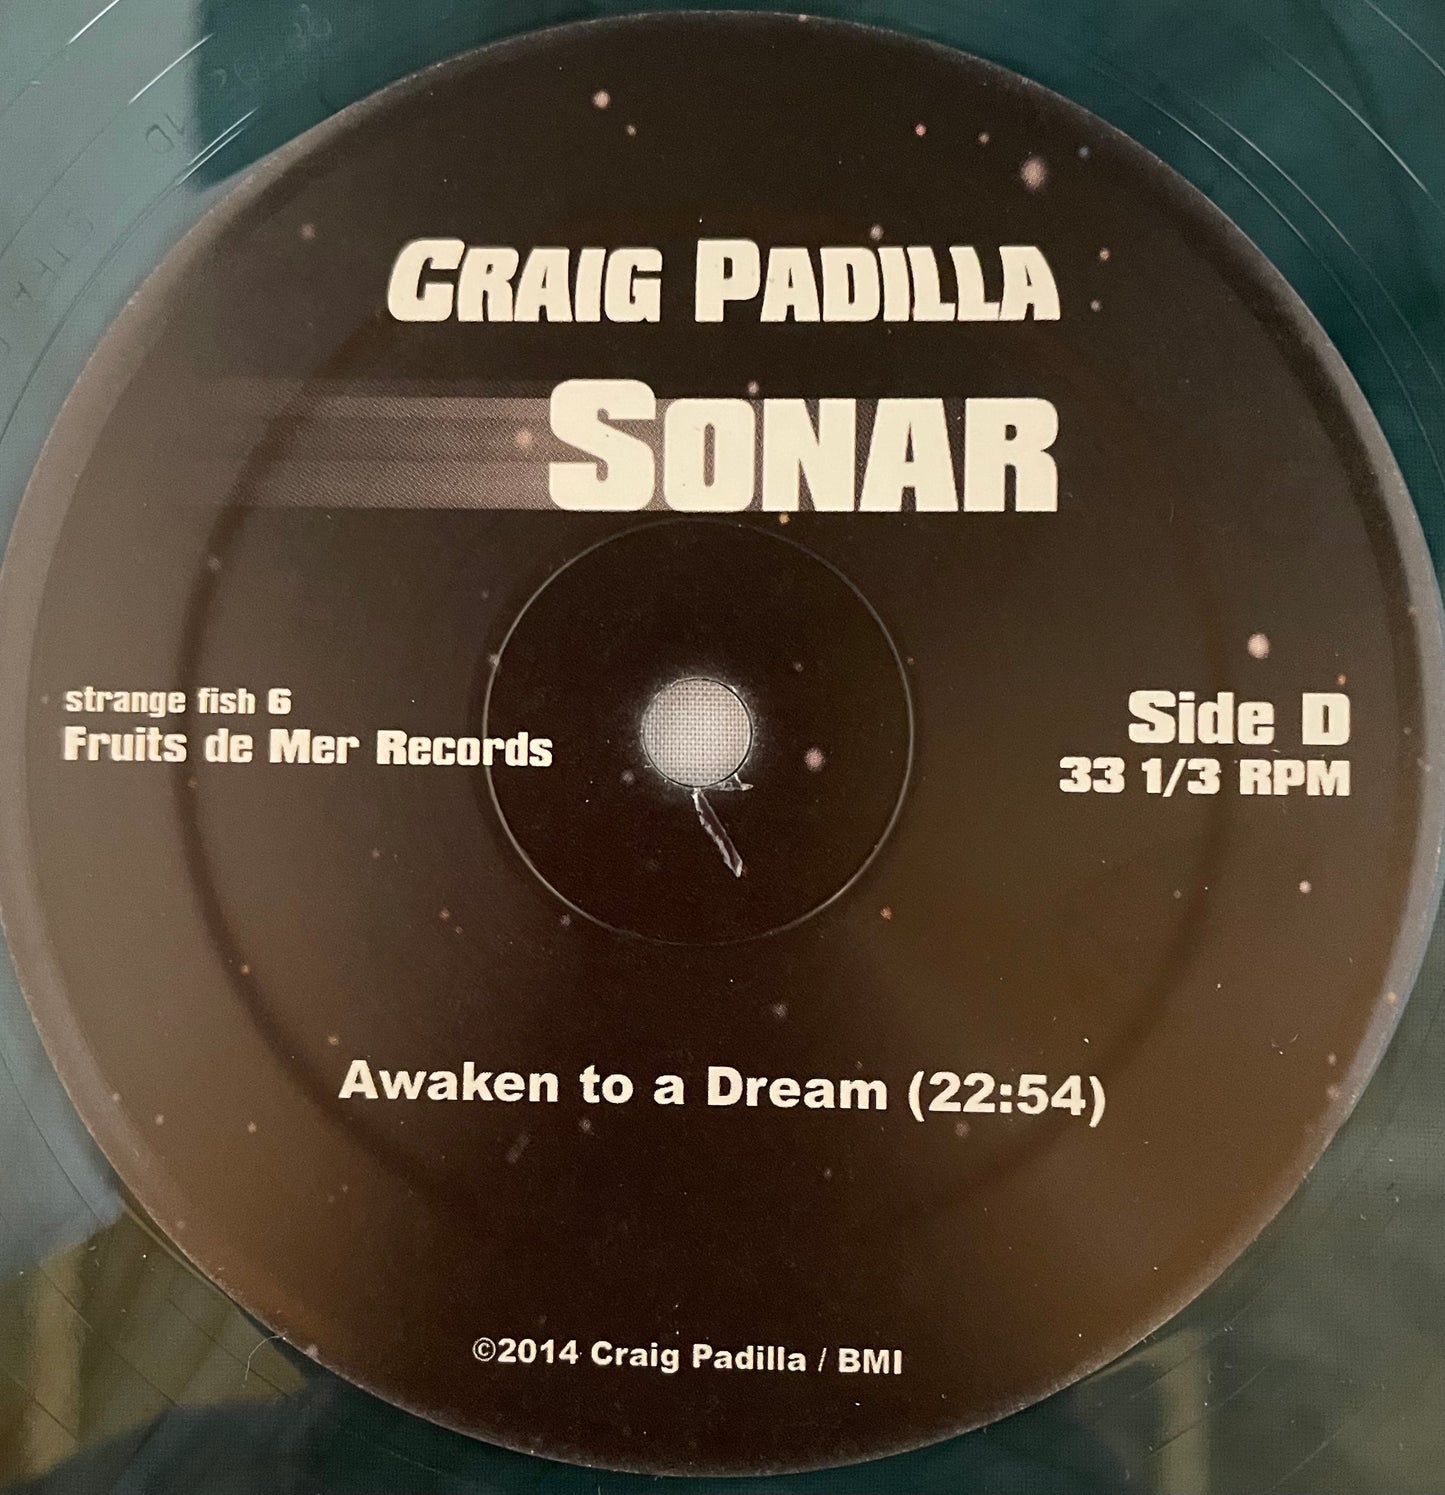 CRAIG PADILLA
SONAR
strange fish 6
Fruits de Mer Records
Side D
33 1/3 RPM
Awaken to a Dream (22:54)
©2014 Craig Padilla / BMI